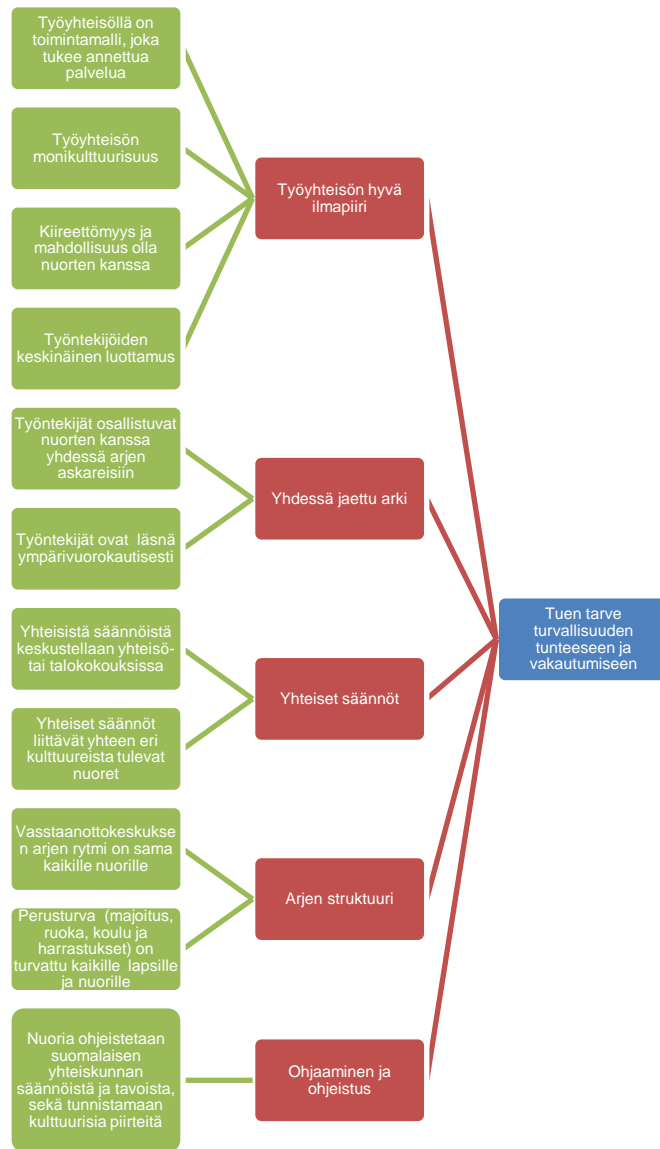 Työyhteisöllä on
toimintamalli, joka
tukee annettua
palvelua
Työyhteisön
monikulttuurisuus
Kiireettömyys ja
mahdollisuus olla
nuorten kanssa
Työntekijöiden
keskinäinen luottamus
Työyhteisön hyvä
ilmapiiri
Työntekijät osallistuvat
nuorten kanssa
yhdessä arjen
askareisiin
Työntekijät ovat läsnä
ympärivuorokautisesti
Yhdessä jaettu arki
Yhteisistä säännöistä
keskustellaan yhteisö-
tai talokokouksissa
Yhteiset säännöt
liittävät yhteen eri
kulttuureista tulevat
nuoret
Yhteiset säännöt
Vasstaanottokeskukse
n arjen rytmi on sama
kaikille nuorille
Perusturva (majoitus,
ruoka, koulu ja
harrastukset) on
turvattu kaikille lapsille
ja nuorille
Arjen struktuuri
Nuoria ohjeistetaan
suomalaisen
yhteiskunnan
säännöistä ja tavoista,
sekä tunnistamaan
kulttuurisia piirteitä
Ohjaaminen ja
ohjeistus
Tuen tarve
turvallisuuden
tunteeseen ja
vakautumiseen